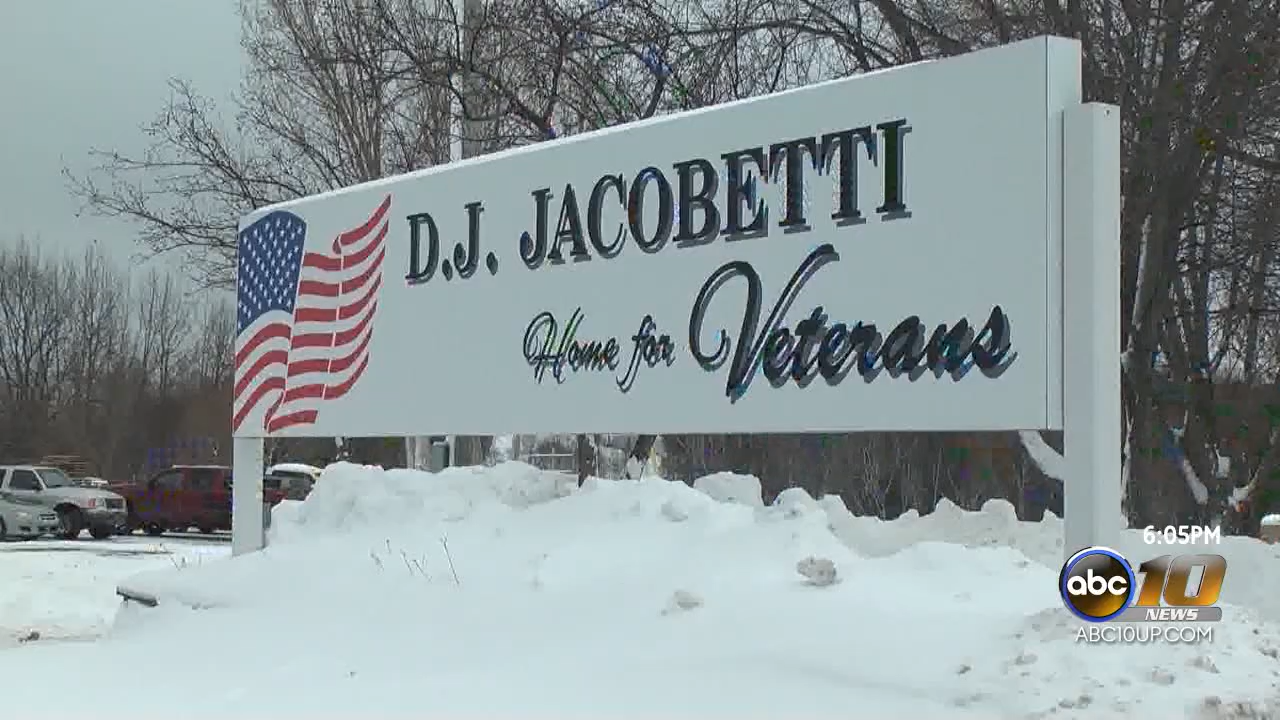 D.J. JACOBETTI
Home for Veterans
6:05PM
abc 10
NEWS
ABC10UP.COM